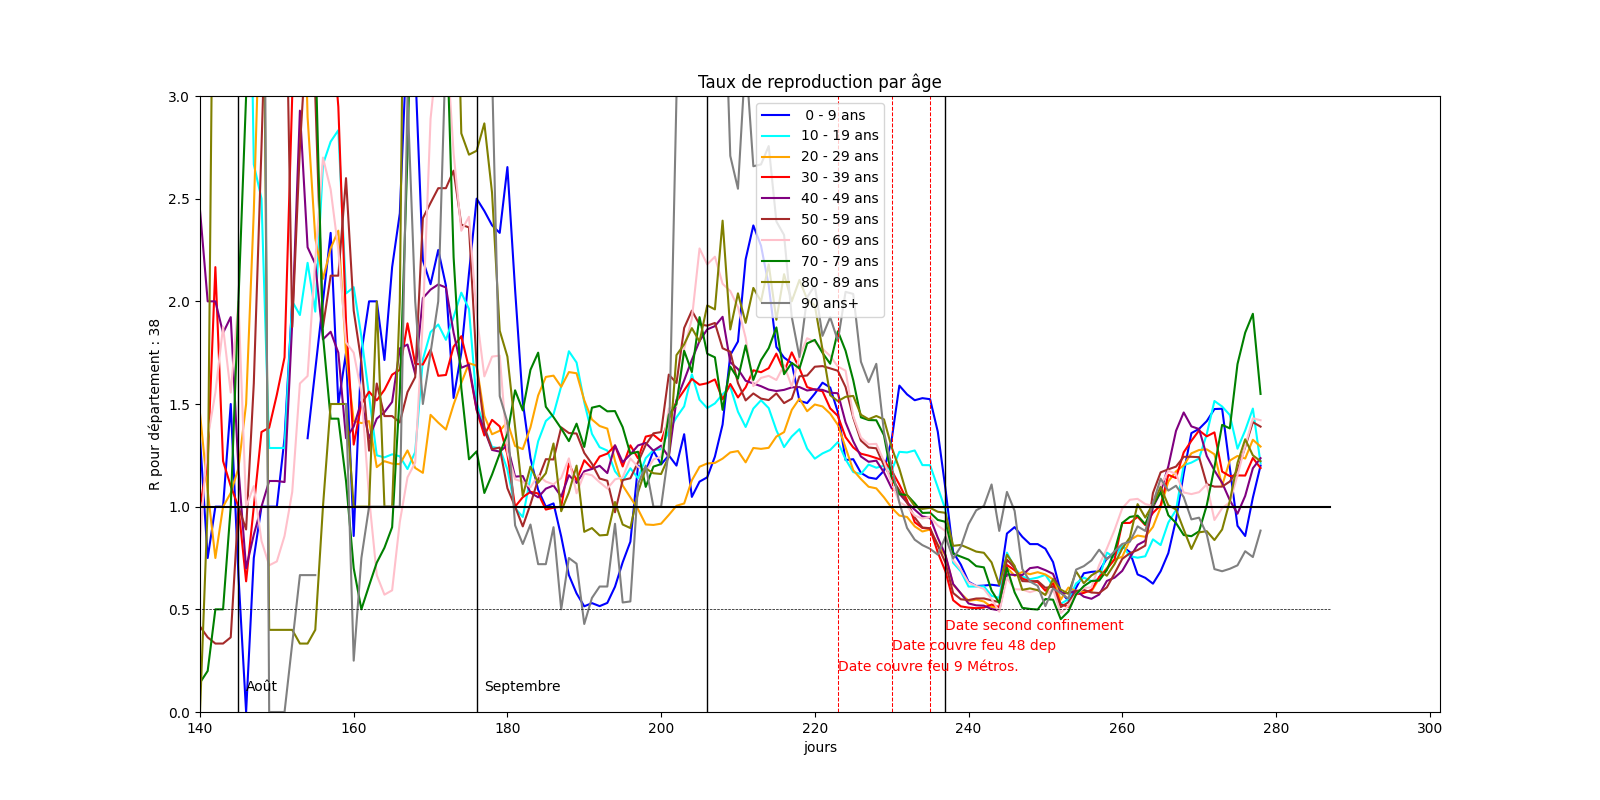 Taux de reproduction par âge
3.0
2.5
2.0
1.5
1.0
0.5
0.0
R pour département : 38
0 - 9 ans
10 - 19 ans
20 - 29 ans
30 - 39 ans
40 - 49 ans
50 - 59 ans
60 - 69 ans
70 - 79 ans
80 - 89 ans
90 ans+
Date second confinement
Date couvre feu 48 dep
Date couvre feu 9 Métros.
Août
Septembre
140 160 180 200 220 240 260 280 300
jours